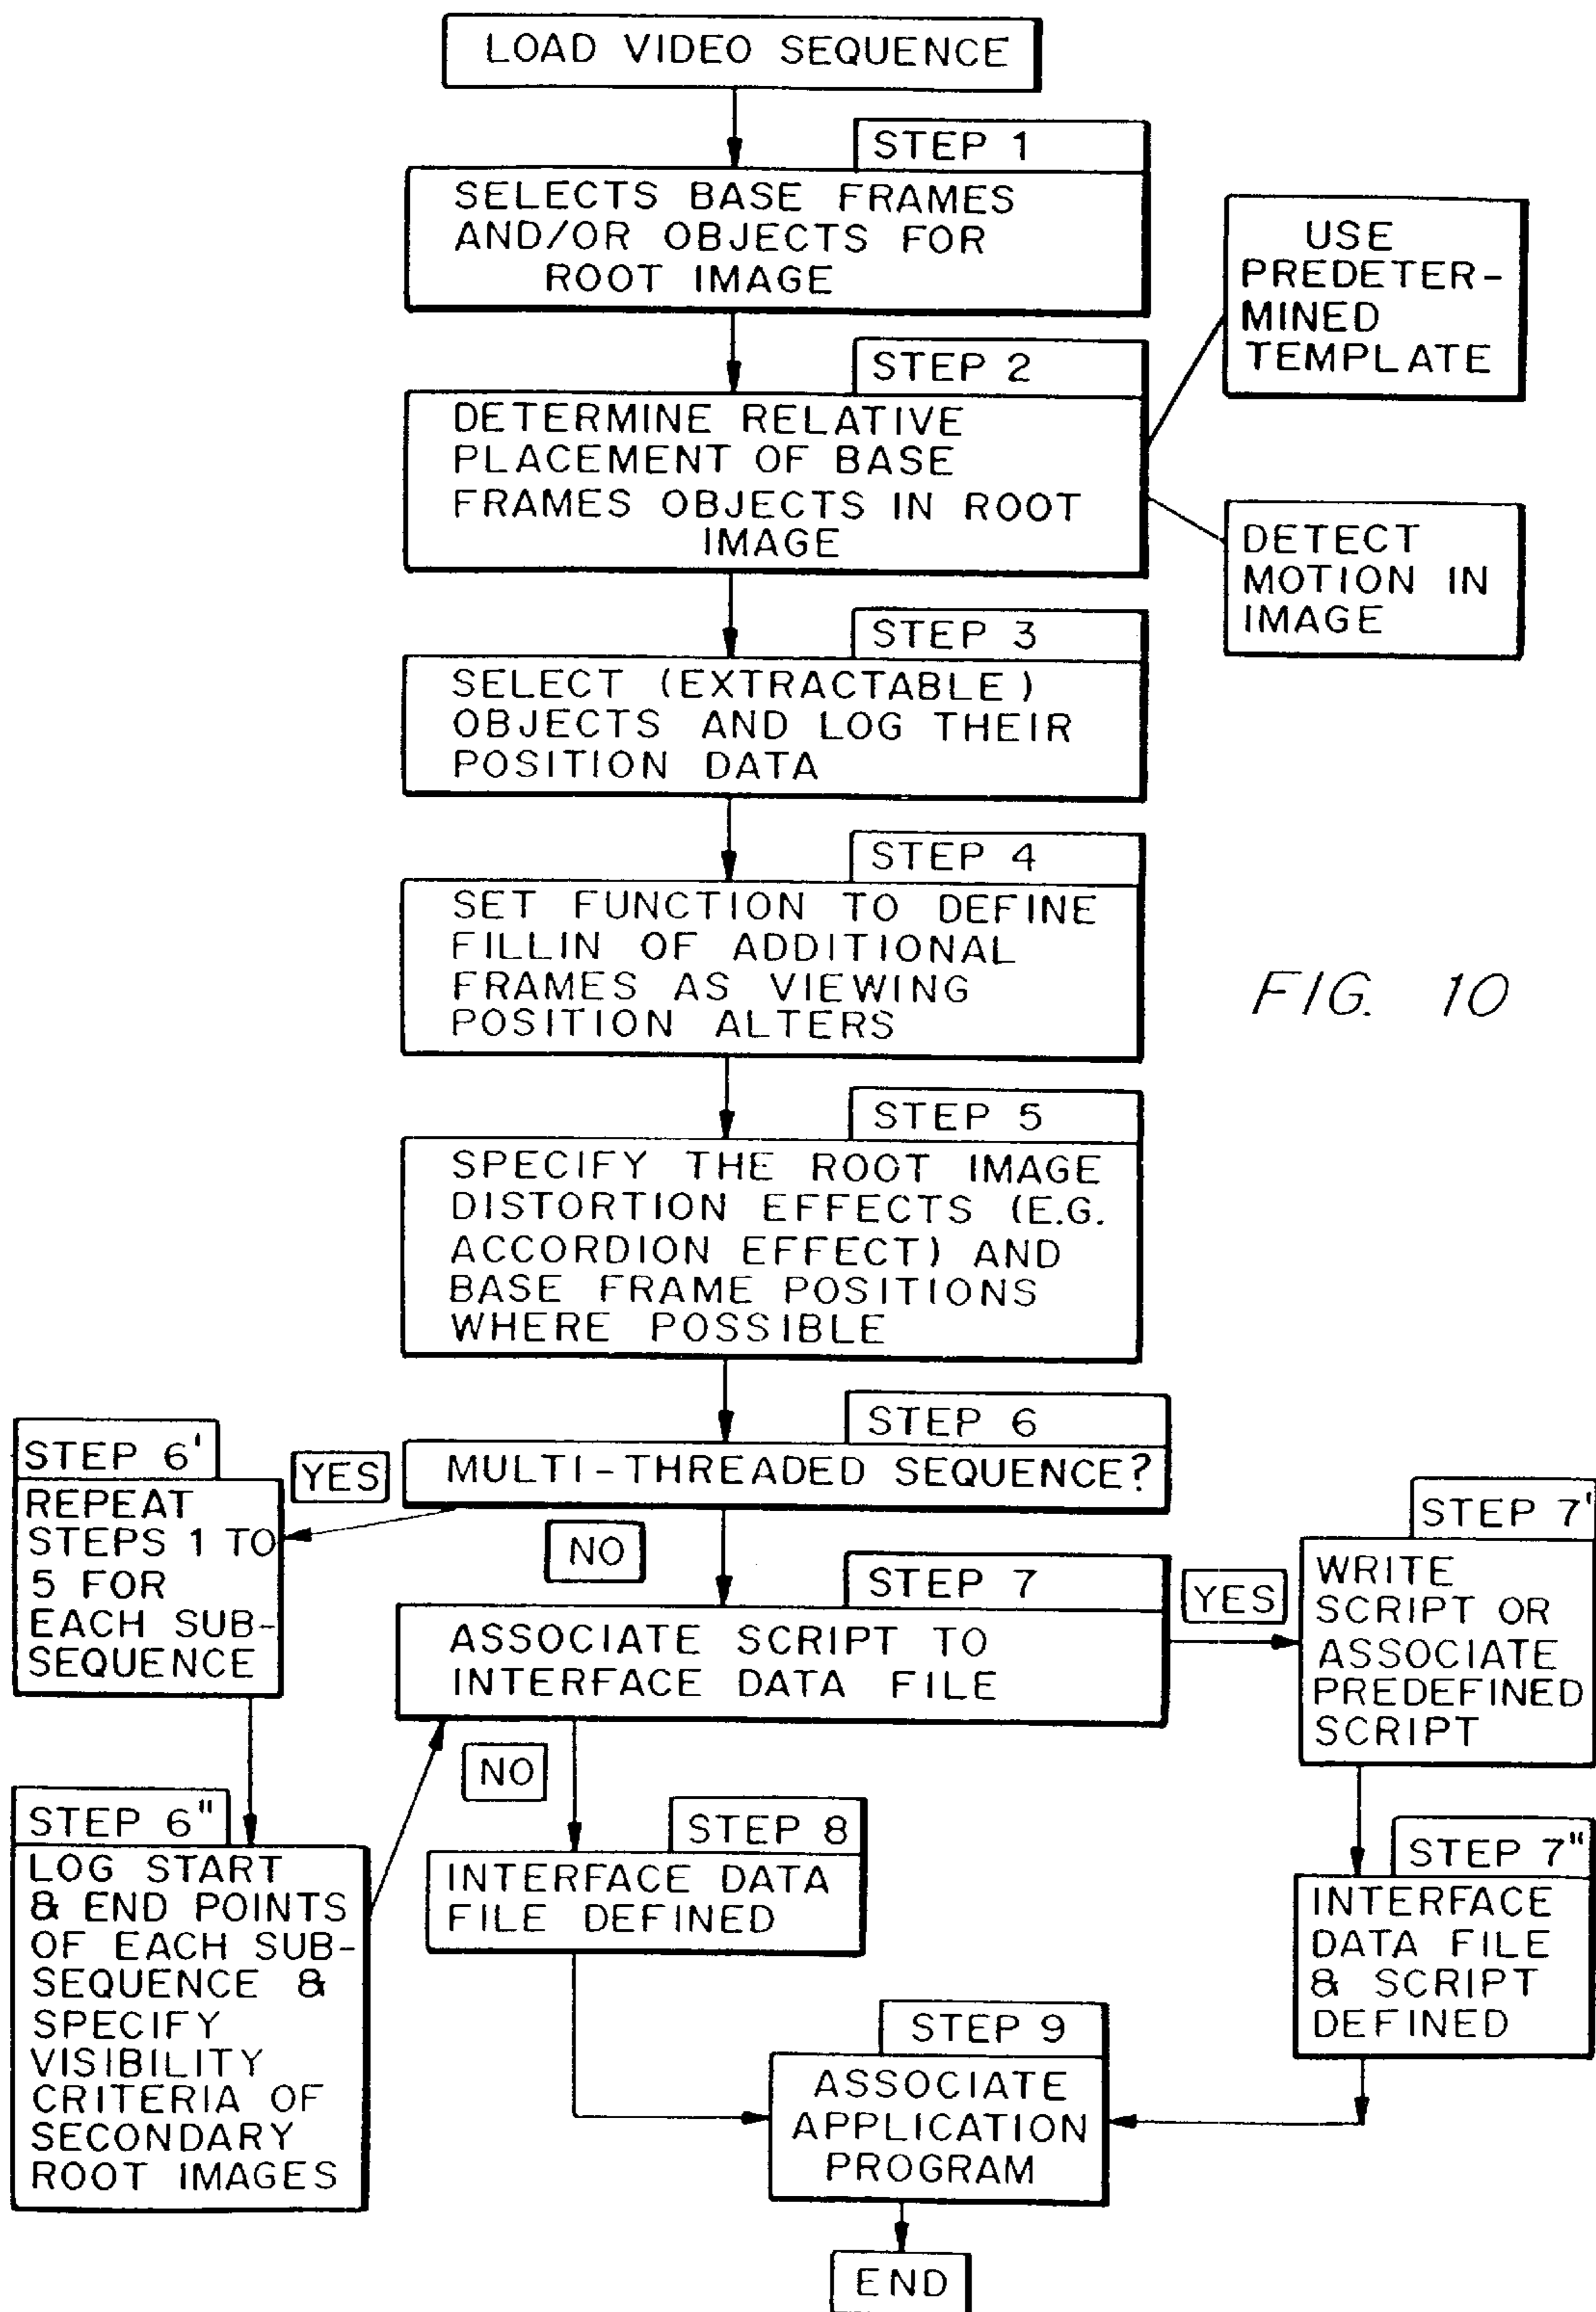 LOAD VIDEO SEQUENCE
STEP 1
SELECTS BASE FRAMES
AND/OR OBJECTS FOR
ROOT IMAGE
USE
PREDETER-
MINED
TEMPLATE
STEP 2
DETERMINE RELATIVE
PLACEMENT OF BASE
FRAMES OBJECTS IN ROOT
IMAGE
DETECT
MOTION IN
IMAGE
STEP 3
SELECT (EXTRACTABLE)
OBJECTS AND LOG THEIR
POSITION DATA
STEP 4
SET FUNCTION TO DEFINE
FILLIN OF ADDITIONAL
FRAMES AS VIEWING
POSITION ALTERS
FIG. 10
STEP 5
SPECIFY THE ROOT IMAGE
DISTORTION EFFECTS (E.G.
ACCORDION EFFECT) AND
BASE FRAME POSITIONS
WHERE POSSIBLE
STEP 6
MULTI-THREADED SEQUENCE?
YES
STEP 6'
REPEAT
STEPS 1 TO
5 FOR
EACH SUB-
SEQUENCE
NO
STEP 7
ASSOCIATE SCRIPT TO
INTERFACE DATA FILE
YES
STEP 7'
WRITE
SCRIPT OR
ASSOCIATE
PREDEFINED
SCRIPT
NO
STEP 6"
LOG START
& END POINTS
OF EACH SUB-
SEQUENCE &
SPECIFY
VISIBILITY
CRITERIA OF
SECONDARY
ROOT IMAGES
STEP 8
INTERFACE DATA
FILE DEFINED
STEP 7"
INTERFACE
DATA FILE
& SCRIPT
DEFINED
STEP 9
ASSOCIATE
APPLICATION
PROGRAM
END